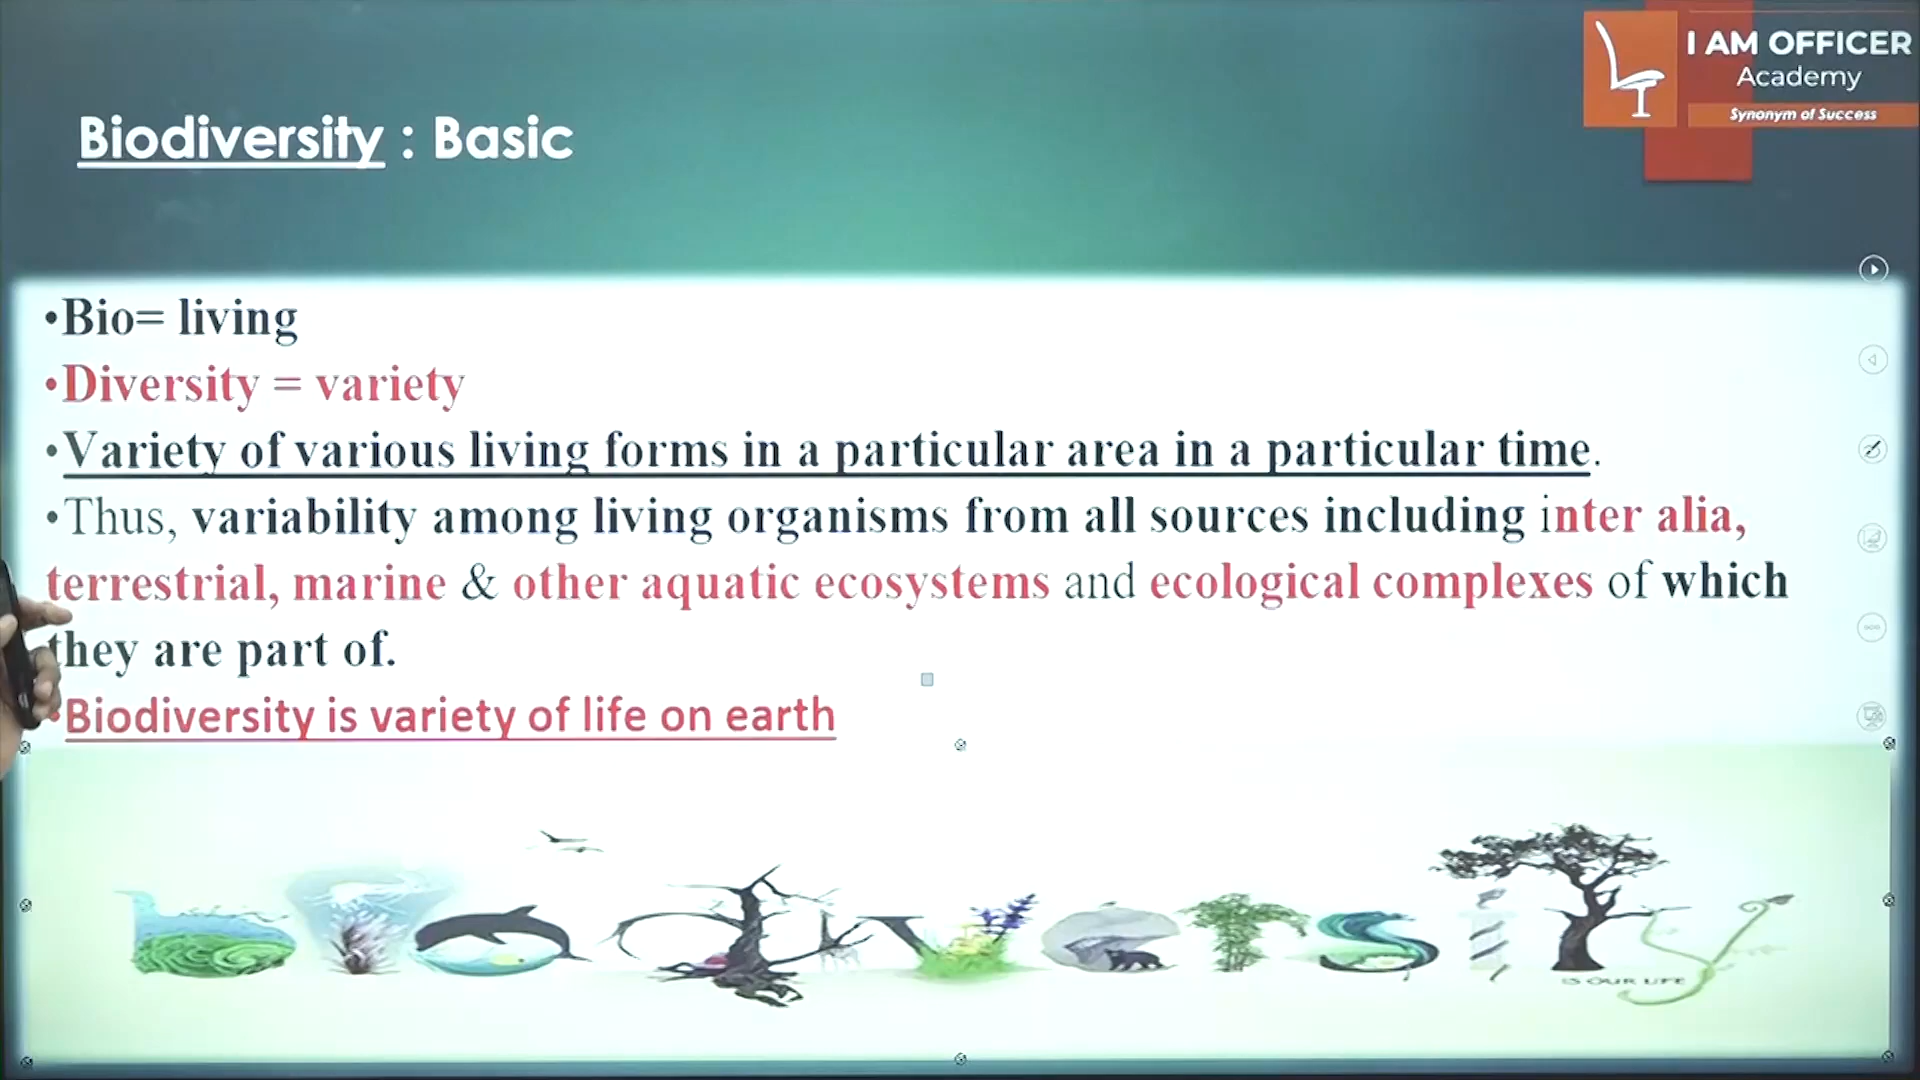 I AM OFFICER
Academy
Synonym of Success
Biodiversity : Basic
•Bio= living
•Diversity = variety
•Variety of various living forms in a particular area in a particular time.
•Thus, variability among living organisms from all sources including inter alia,
terrestrial, marine & other aquatic ecosystems and ecological complexes of which
they are part of.
•Biodiversity is variety of life on earth
biodiversity
IS OUR LIFE